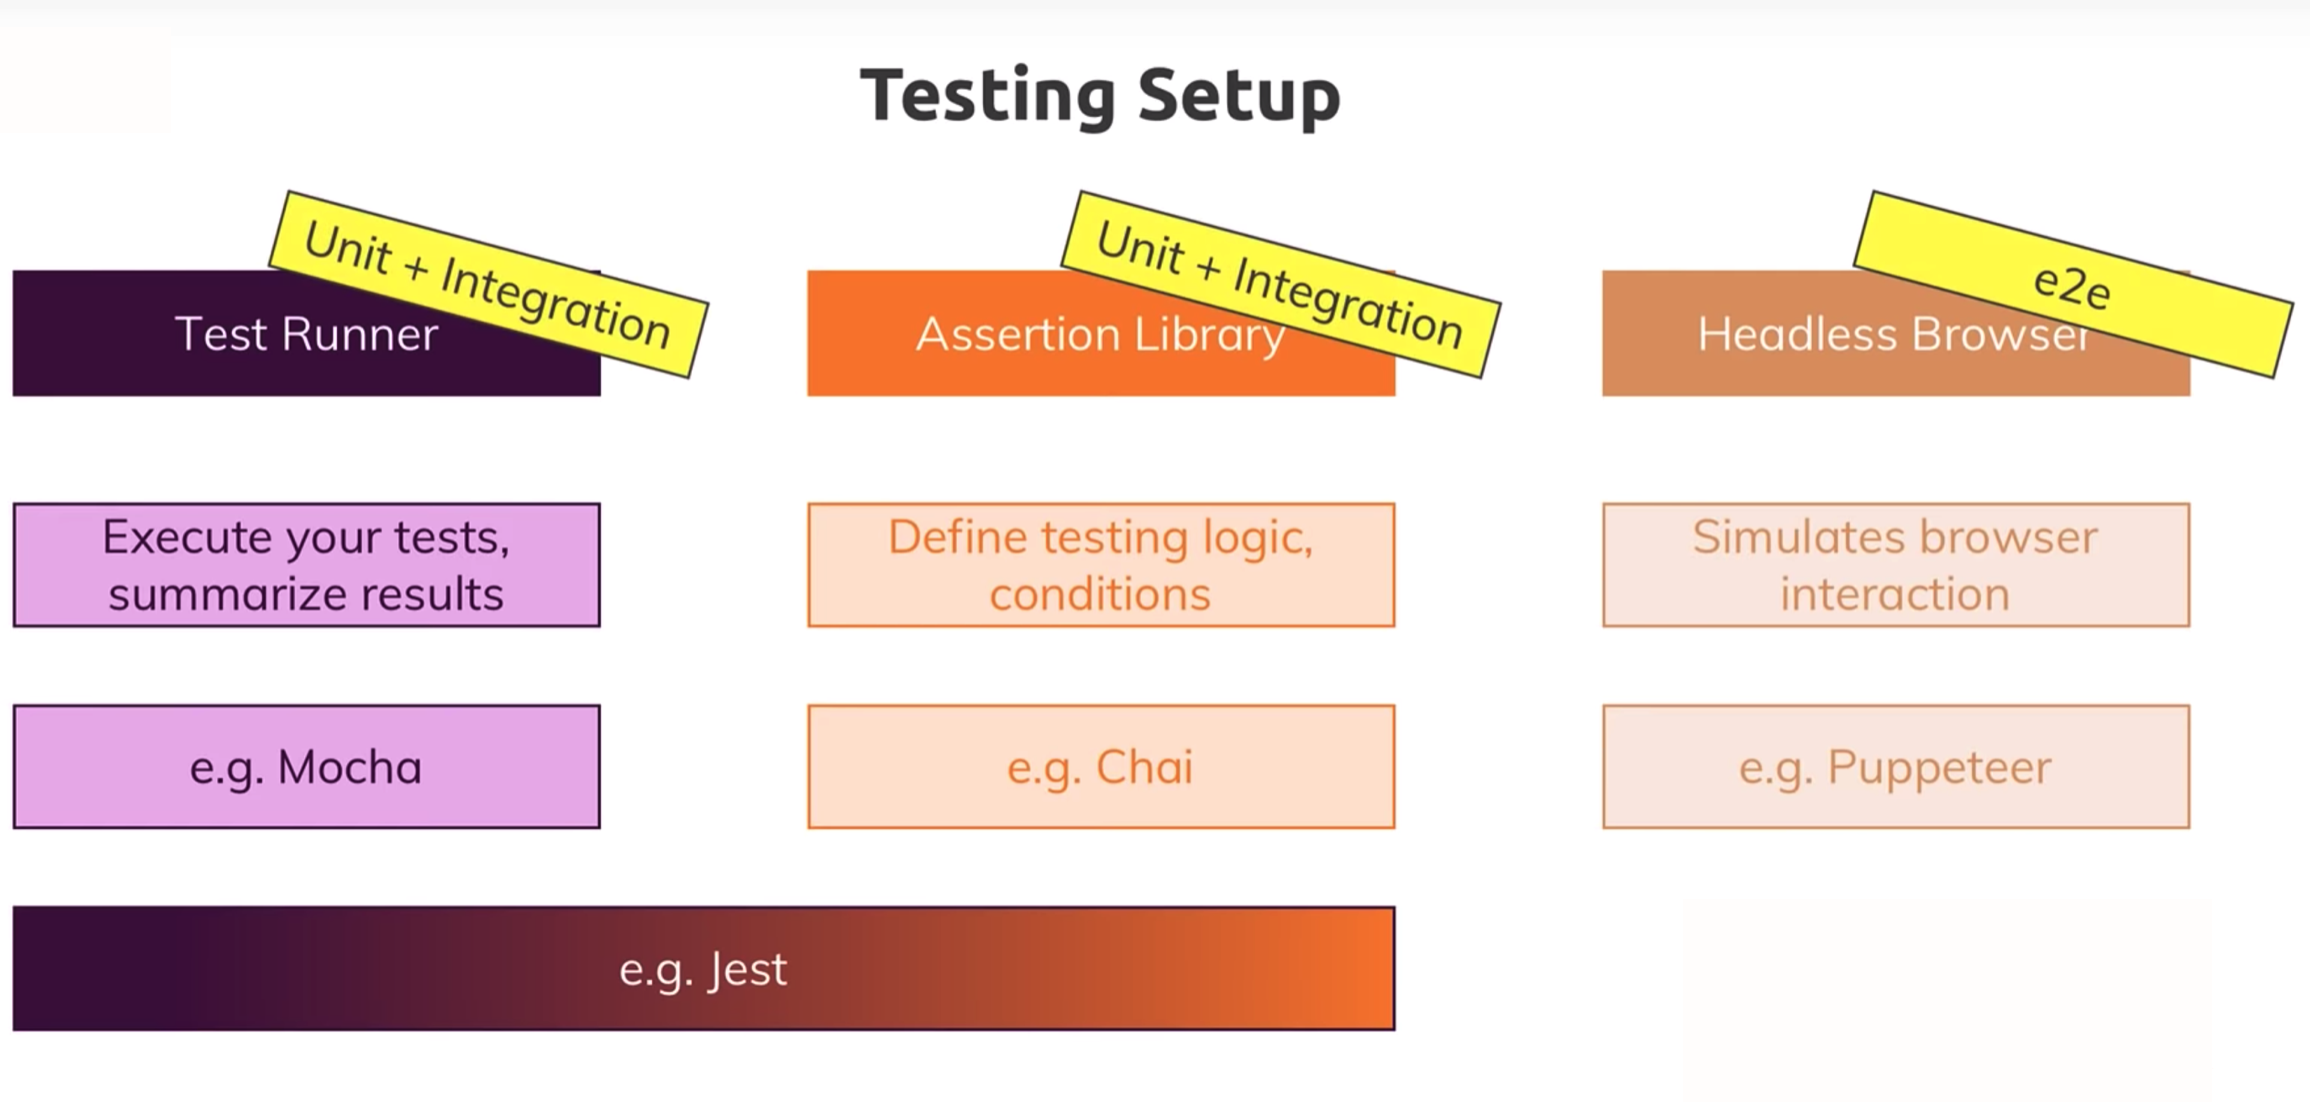 Testing Setup
Unit + Integration
Test Runner
Unit + Integration
Assertion Library
e2e
Headless Browser
Execute your tests,
summarize results
Define testing logic,
conditions
Simulates browser
interaction
e.g. Mocha
e.g. Chai
e.g. Puppeteer
e.g. Jest